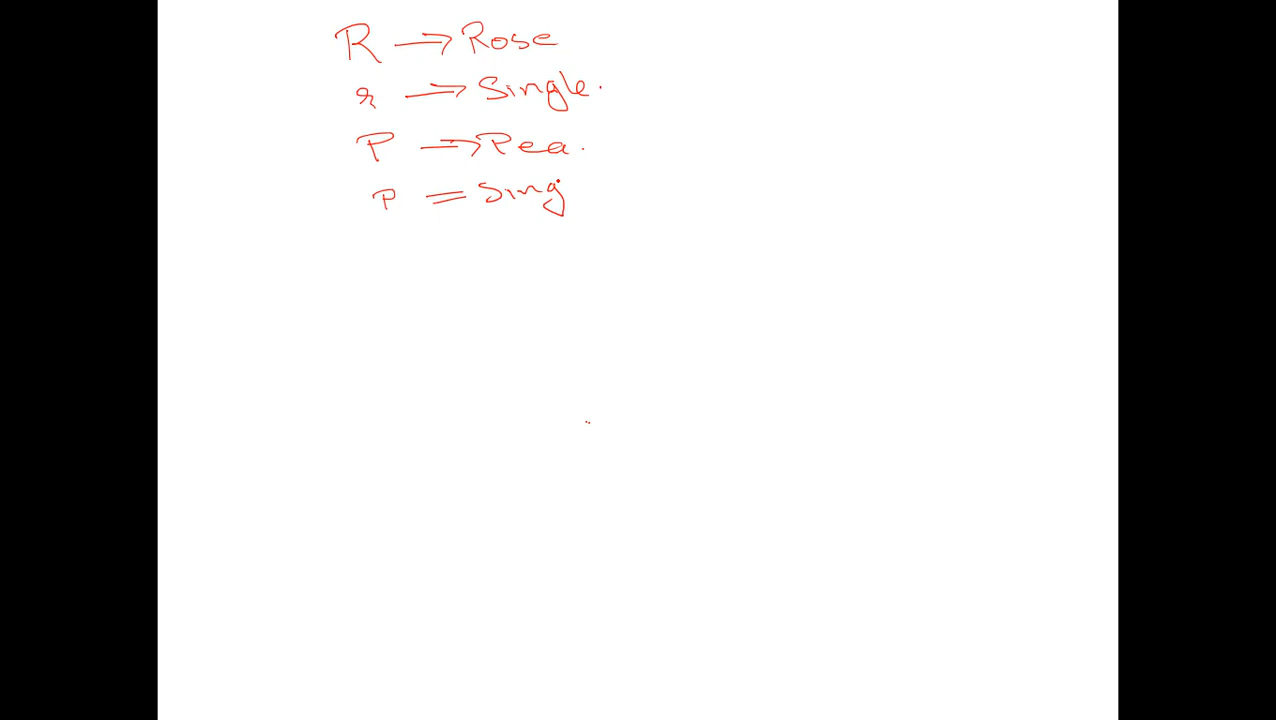 R → Rose
r → Single.
P → Pea.
p = Sing